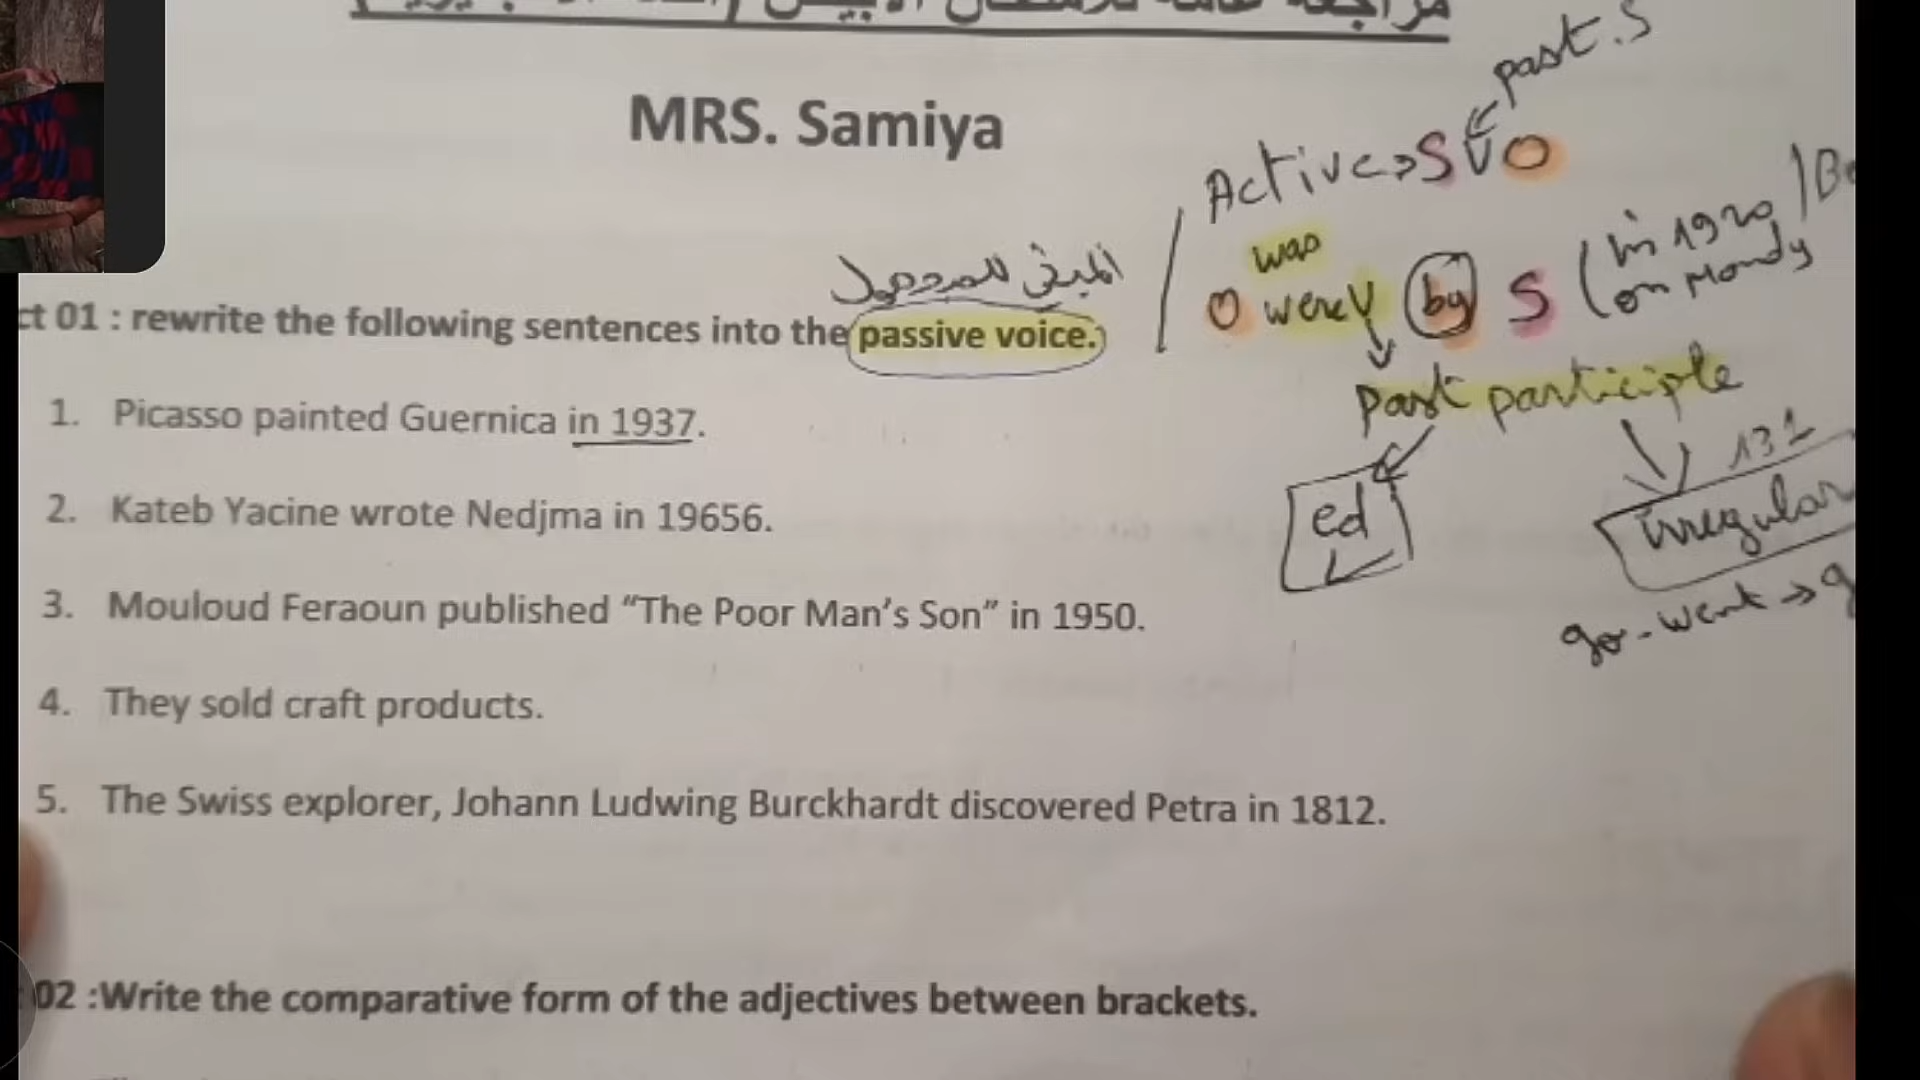 مراجعة عامة
MRS. Samiya
past.S
Active → S V O
was
O were V by S (in 1920 /
on Mondy
المبني للمجهول
ct 01 : rewrite the following sentences into the passive voice.
Past participle
ed
131
irregular
go - went →
1. Picasso painted Guernica in 1937.
2. Kateb Yacine wrote Nedjma in 19656.
3. Mouloud Feraoun published “The Poor Man’s Son” in 1950.
4. They sold craft products.
5. The Swiss explorer, Johann Ludwing Burckhardt discovered Petra in 1812.
02 :Write the comparative form of the adjectives between brackets.